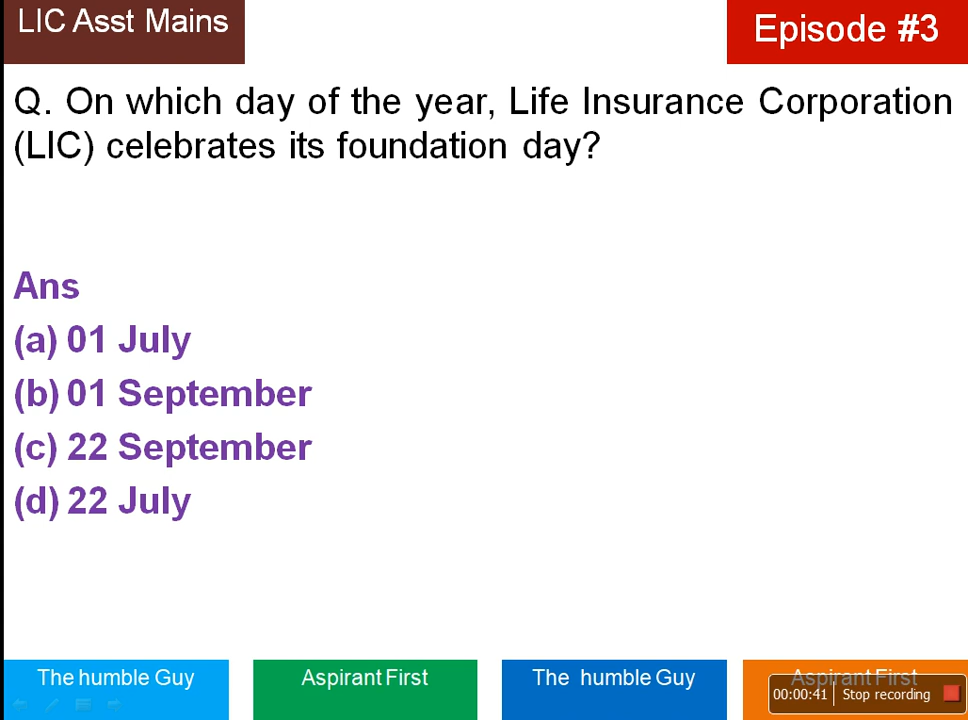 LIC Asst Mains
Episode #3
Q. On which day of the year, Life Insurance Corporation
(LIC) celebrates its foundation day?
Ans
(a) 01 July
(b) 01 September
(c) 22 September
(d) 22 July
The humble Guy
Aspirant First
The humble Guy
Aspirant First
00:00:41
Stop recording